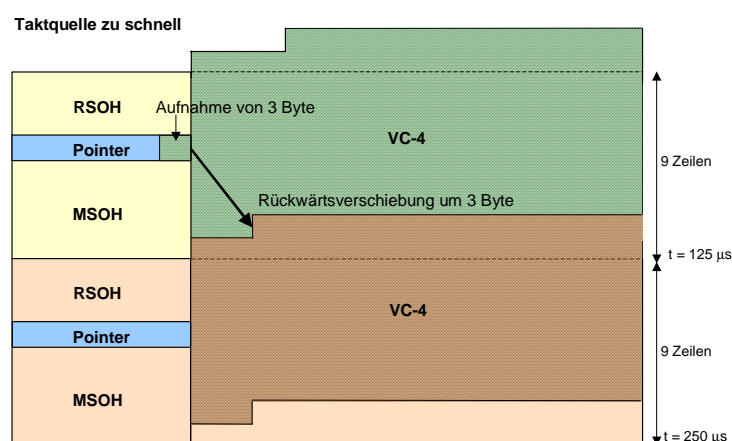 Taktquelle zu schnell
RSOH
Aufnahme von 3 Byte
Pointer
VC-4
9 Zeilen
MSOH
Rückwärtsverschiebung um 3 Byte
t = 125 µs
RSOH
VC-4
Pointer
9 Zeilen
MSOH
t = 250 µs